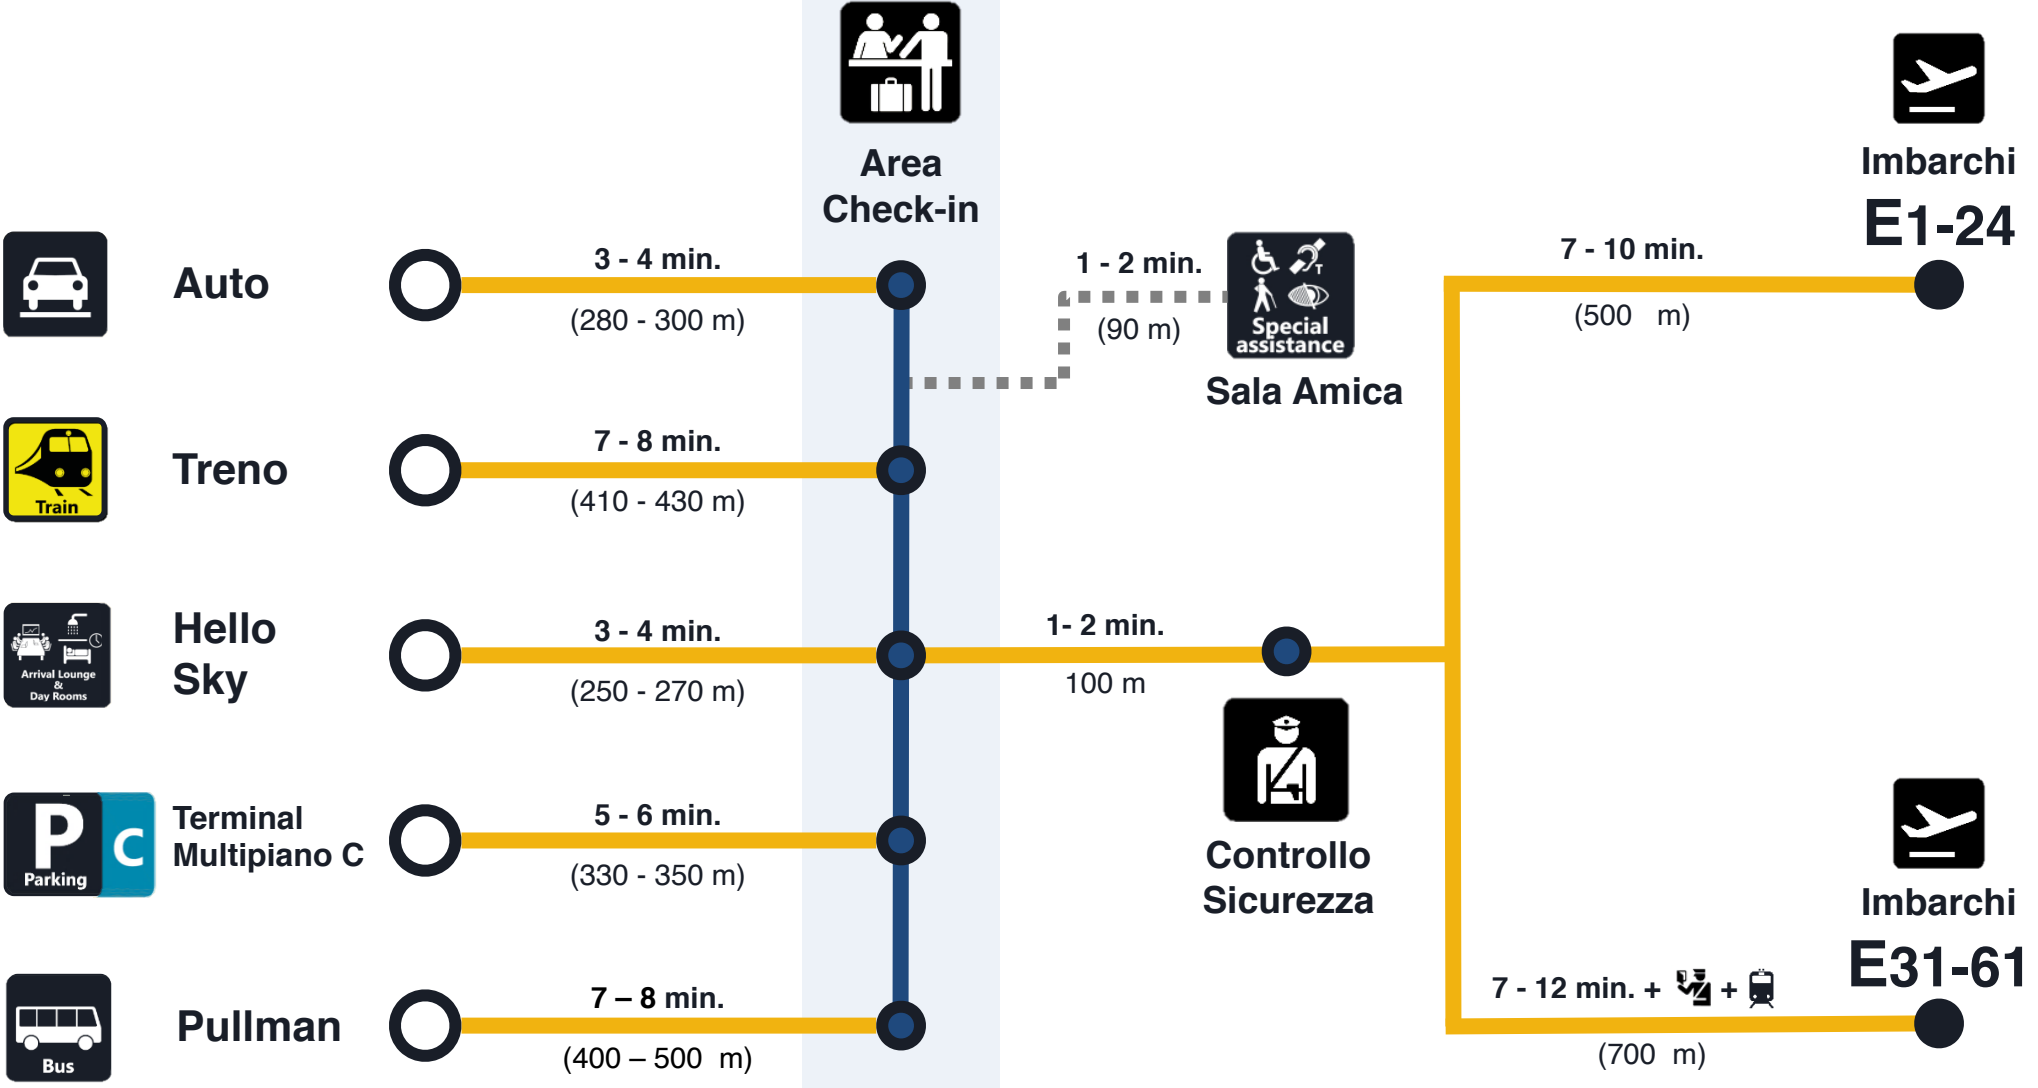 Area
Check-in
Imbarchi
E1-24
Auto
3 - 4 min.
(280 - 300 m)
1 - 2 min.
(90 m)
T
Special
assistance
Sala Amica
7 - 10 min.
(500 m)
Train
Treno
7 - 8 min.
(410 - 430 m)
Arrival Lounge
&
Day Rooms
Hello
Sky
3 - 4 min.
(250 - 270 m)
1- 2 min.
100 m
Controllo
Sicurezza
P C
Parking
Terminal
Multipiano C
5 - 6 min.
(330 - 350 m)
Imbarchi
E31-61
Bus
Pullman
7 – 8 min.
(400 – 500 m)
7 - 12 min. + +
(700 m)